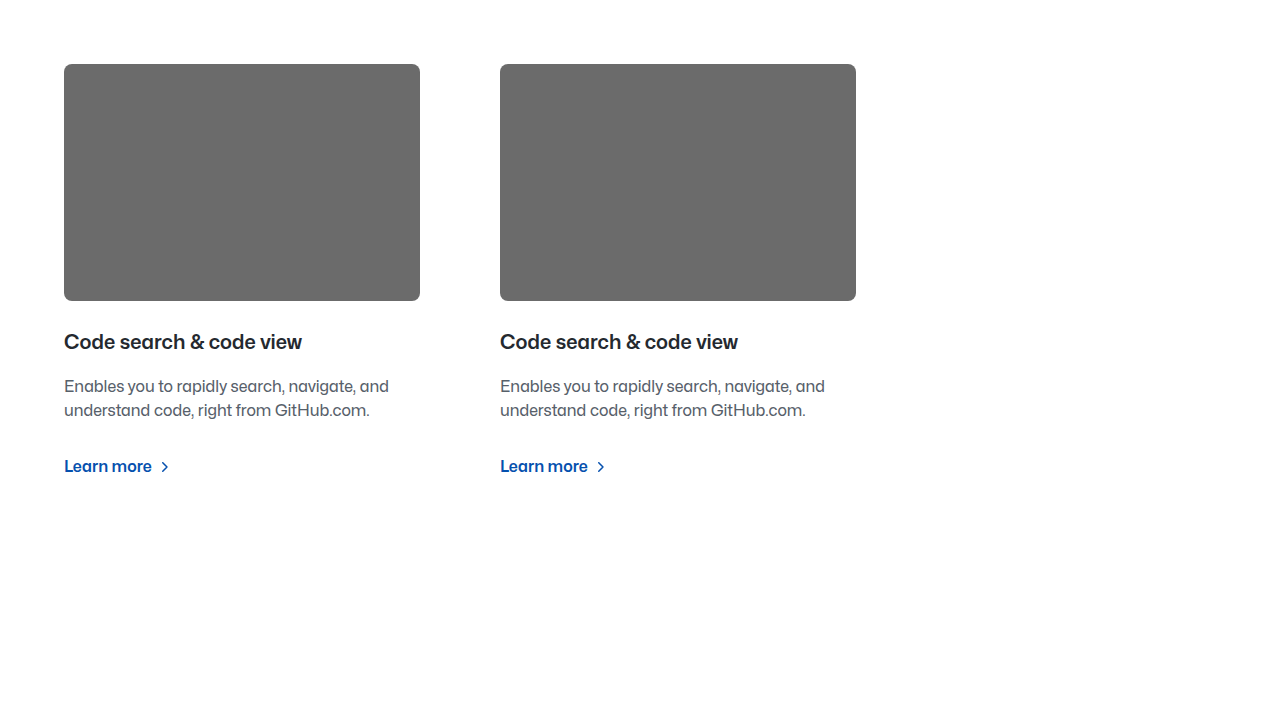 Code search & code view
Enables you to rapidly search, navigate, and
understand code, right from GitHub.com.
Learn more
Code search & code view
Enables you to rapidly search, navigate, and
understand code, right from GitHub.com.
Learn more